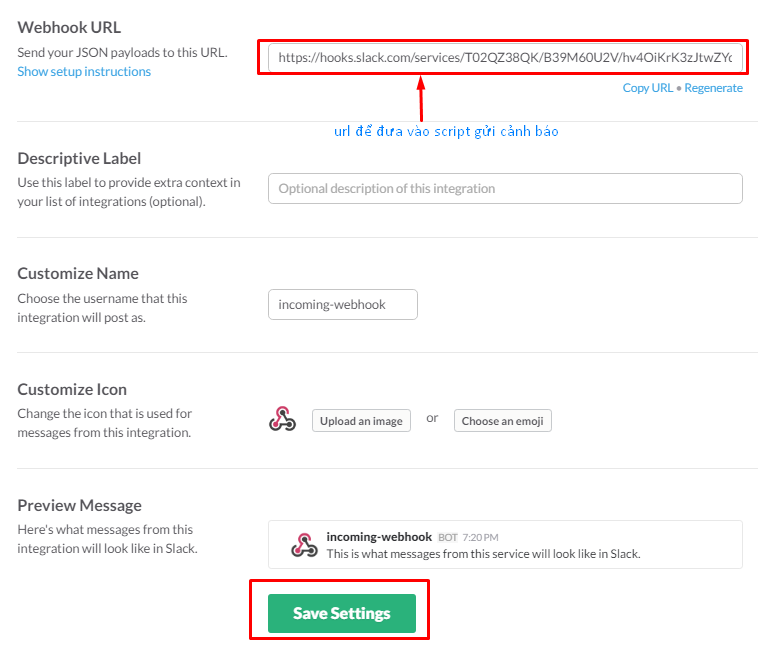 Webhook URL
Send your JSON payloads to this URL.
Show setup instructions
https://hooks.slack.com/services/T02QZ38QK/B39M60U2V/hv4OiKrK3zJtwZYc
Copy URL • Regenerate
url để đưa vào script gửi cảnh báo
Descriptive Label
Use this label to provide extra context in
your list of integrations (optional).
Optional description of this integration
Customize Name
Choose the username that this
integration will post as.
incoming-webhook
Customize Icon
Change the icon that is used for
messages from this integration.
Upload an image or Choose an emoji
Preview Message
Here's what messages from this
integration will look like in Slack.
incoming-webhook BOT 7:20 PM
This is what messages from this service will look like in Slack.
Save Settings